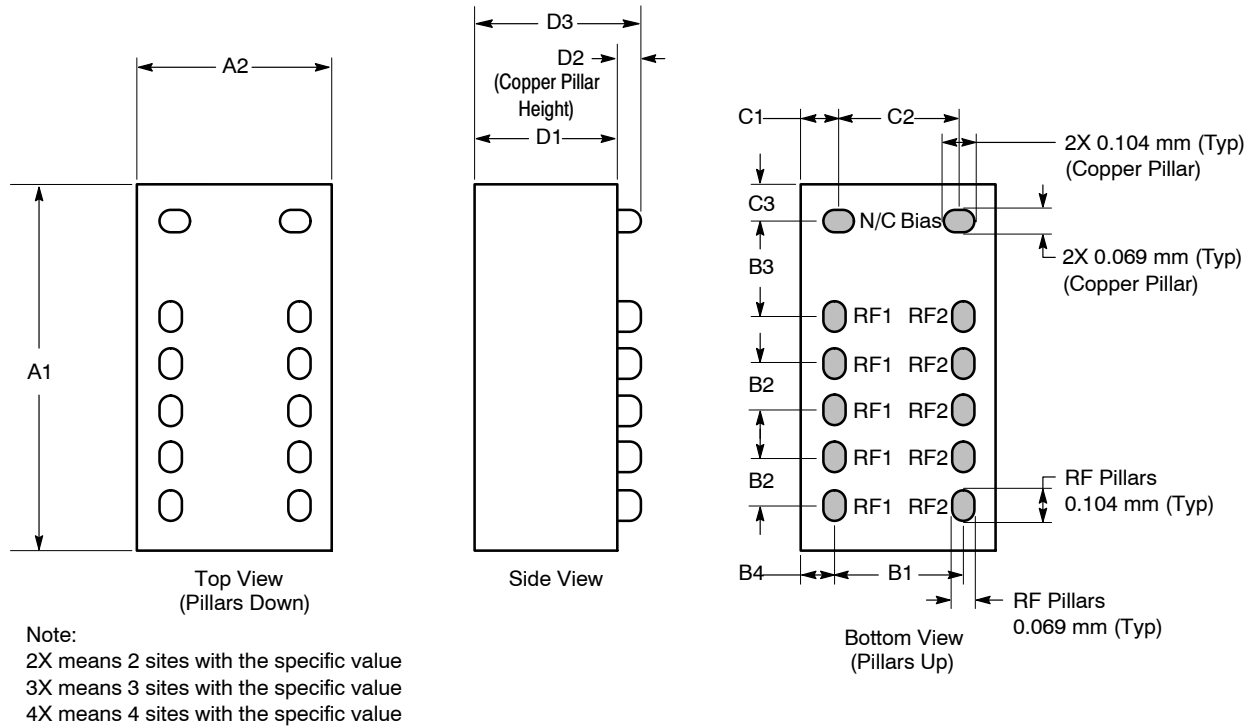 A2
A1
Top View
(Pillars Down)
D3
D2
(Copper Pillar
Height)
D1
Side View
C1
C2
2X 0.104 mm (Typ)
(Copper Pillar)
C3
N/C Bias
2X 0.069 mm (Typ)
(Copper Pillar)
B3
RF1 RF2
RF1 RF2
B2
RF1 RF2
RF1 RF2
B2
RF1 RF2
RF Pillars
0.104 mm (Typ)
B4
B1
RF Pillars
0.069 mm (Typ)
Bottom View
(Pillars Up)
Note:
2X means 2 sites with the specific value
3X means 3 sites with the specific value
4X means 4 sites with the specific value